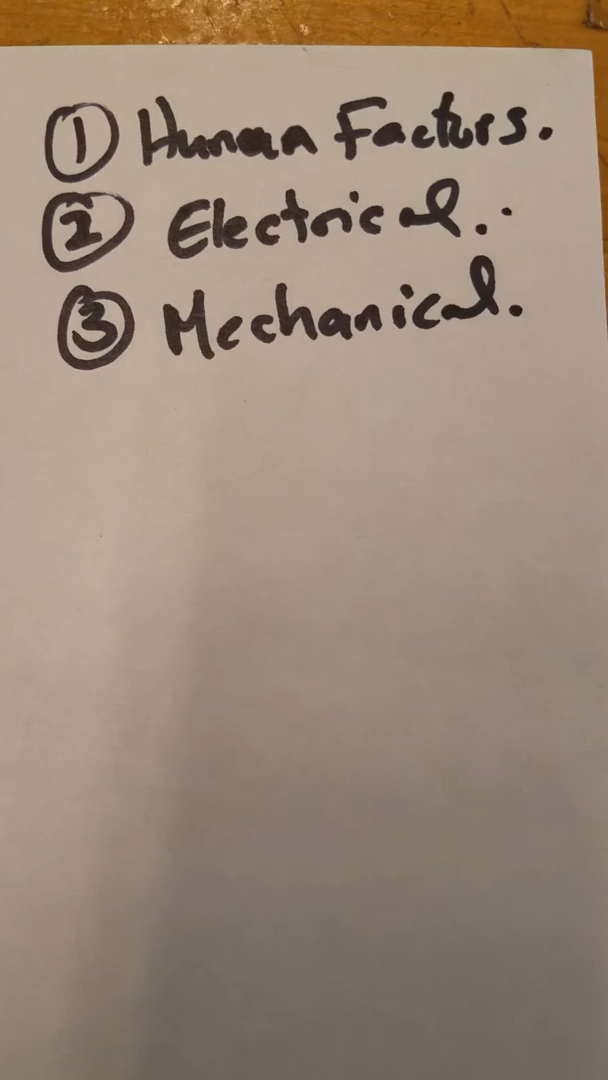 ① Human Factors.
② Electrical..
③ Mechanical.